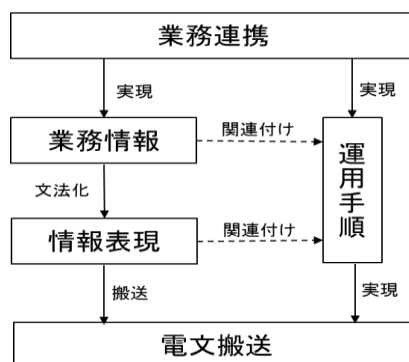 業務連携
実現
実現
業務情報
関連付け
運用手順
文法化
情報表現
関連付け
搬送
実現
電文搬送